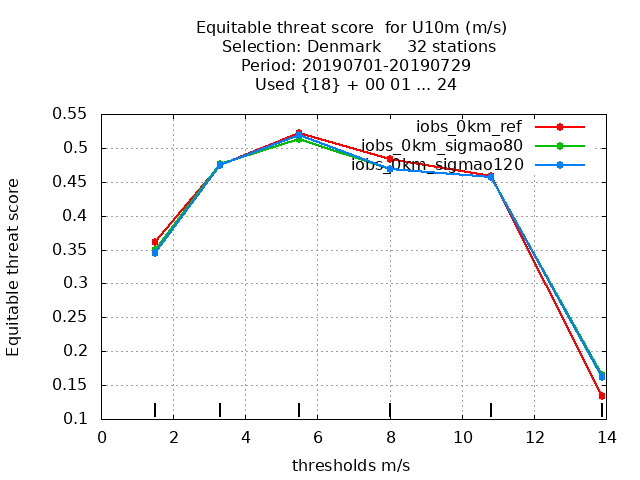 Equitable threat score for U10m (m/s)
Selection: Denmark 32 stations
Period: 20190701-20190729
Used {18} + 00 01 ... 24
iobs_0km_ref
iobs_0km_sigmao80
iobs_0km_sigmao120
Equitable threat score
0.55
0.5
0.45
0.4
0.35
0.3
0.25
0.2
0.15
0.1
0 2 4 6 8 10 12 14
thresholds m/s